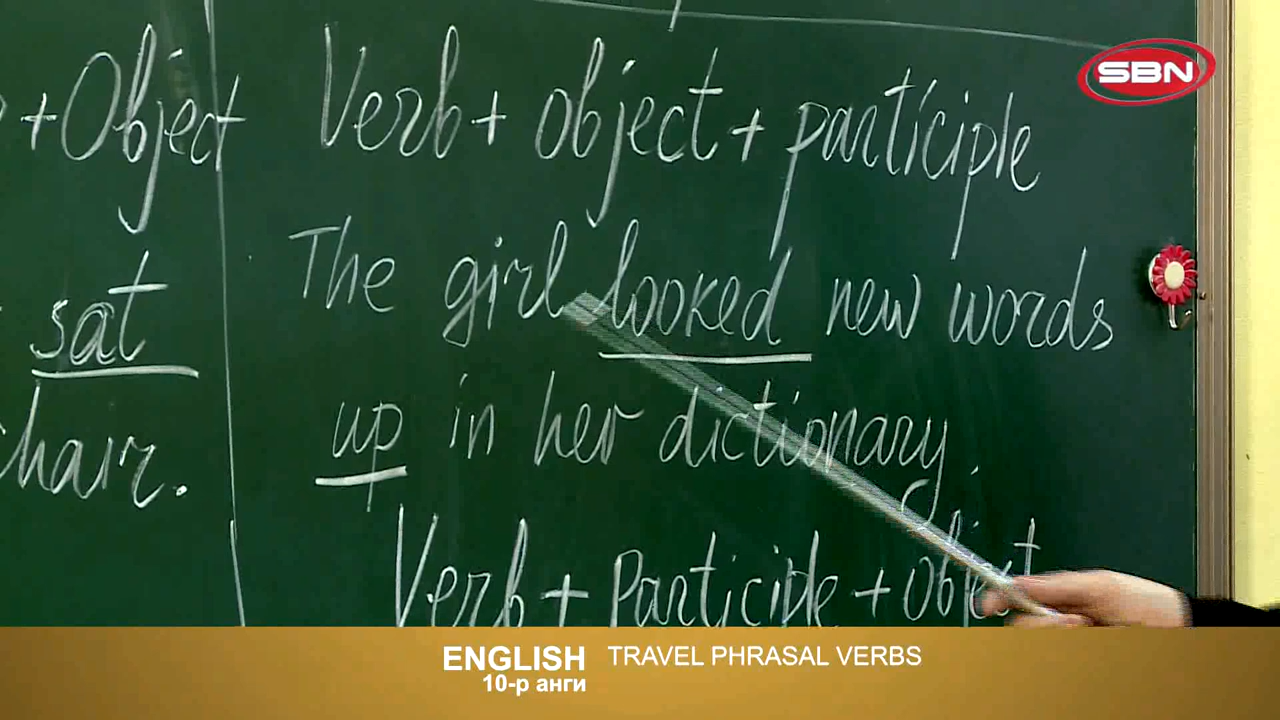 +Object
sat
hair.
Verb + object + participle
The girl looked new words
up in her dictionary.
Verb + Participle + Object
SBN
ENGLISH
10-р анги
TRAVEL PHRASAL VERBS